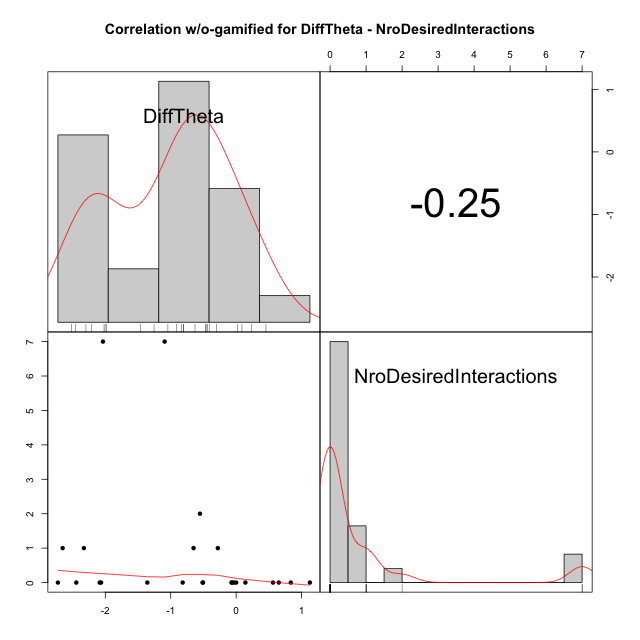 Correlation w/o-gamified for DiffTheta - NroDesiredInteractions
0 1 2 3 4 5 6 7
DiffTheta
-0.25
1
0
-1
-2
7
6
5
4
3
2
1
0
NroDesiredInteractions
-2 -1 0 1